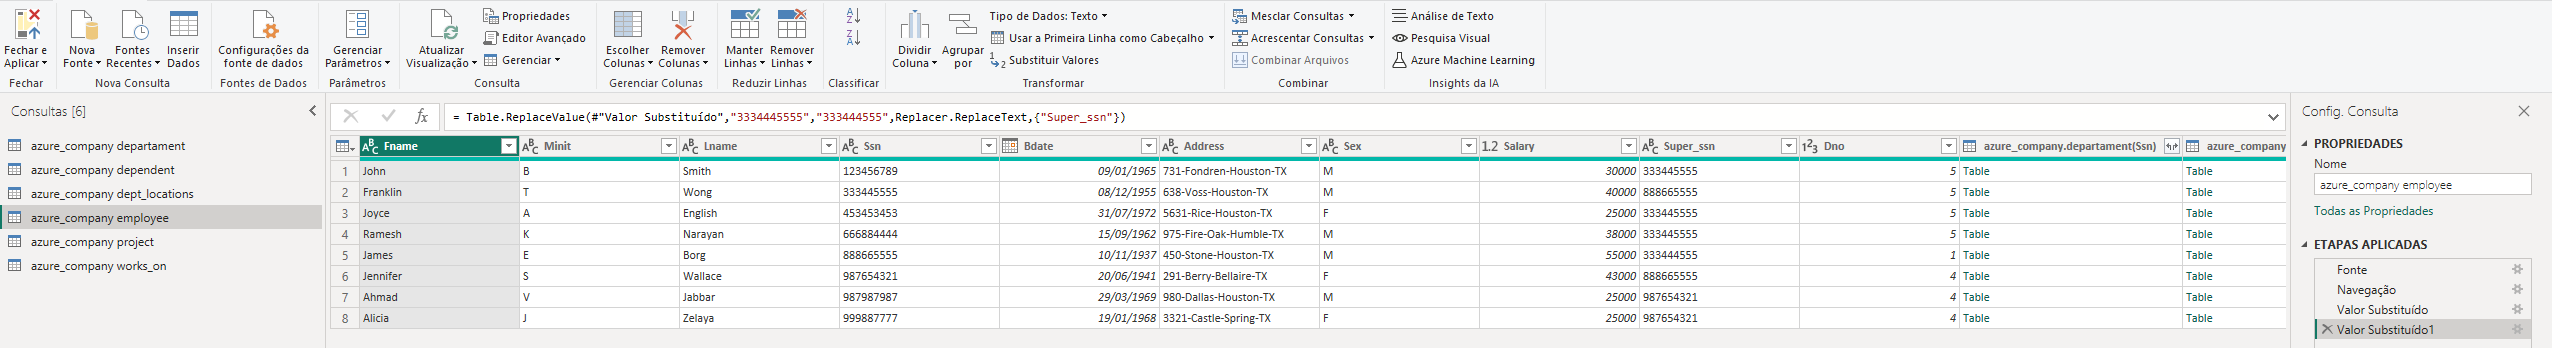 Fechar e
Aplicar
Fechar
Nova
Fonte
Fontes
Recentes
Inserir
Dados
Nova Consulta
Configurações da
fonte de dados
Fontes de Dados
Gerenciar
Parâmetros
Parâmetros
Atualizar
Visualização
Propriedades
Editor Avançado
Gerenciar
Consulta
Escolher
Colunas
Remover
Colunas
Gerenciar Colunas
Manter
Linhas
Remover
Linhas
Reduzir Linhas
Classificar
Dividir
Coluna
Agrupar
por
Tipo de Dados: Texto
Usar a Primeira Linha como Cabeçalho
Substituir Valores
Transformar
Mesclar Consultas
Acrescentar Consultas
Combinar Arquivos
Combinar
Análise de Texto
Pesquisa Visual
Azure Machine Learning
Insights da IA
Consultas [6]
azure_company departament
azure_company dependent
azure_company dept_locations
azure_company employee
azure_company project
azure_company works_on
fx = Table.ReplaceValue(#"Valor Substituído","3334445555","333444555",Replacer.ReplaceText,{"Super_ssn"})
Fname Minit Lname Ssn Bdate Address Sex 1.2 Salary Super_ssn Dno azure_company.departament(Ssn) azure_company
1 John B Smith 123456789 09/01/1965 731-Fondren-Houston-TX M 30000 333445555 5 Table Table
2 Franklin T Wong 333445555 08/12/1955 638-Voss-Houston-TX M 40000 888665555 5 Table Table
3 Joyce A English 453453453 31/07/1972 5631-Rice-Houston-TX F 25000 333445555 5 Table Table
4 Ramesh K Narayan 666884444 15/09/1962 975-Fire-Oak-Humble-TX M 38000 333445555 5 Table Table
5 James E Borg 888665555 10/11/1937 450-Stone-Houston-TX M 55000 333444555 1 Table Table
6 Jennifer S Wallace 987654321 20/06/1941 291-Berry-Bellaire-TX F 43000 888665555 4 Table Table
7 Ahmad V Jabbar 987987987 29/03/1969 980-Dallas-Houston-TX M 25000 987654321 4 Table Table
8 Alicia J Zelaya 999887777 19/01/1968 3321-Castle-Spring-TX F 25000 987654321 4 Table Table
Config. Consulta
PROPRIEDADES
Nome
azure_company employee
Todas as Propriedades
ETAPAS APLICADAS
Fonte
Navegação
Valor Substituído
Valor Substituído1